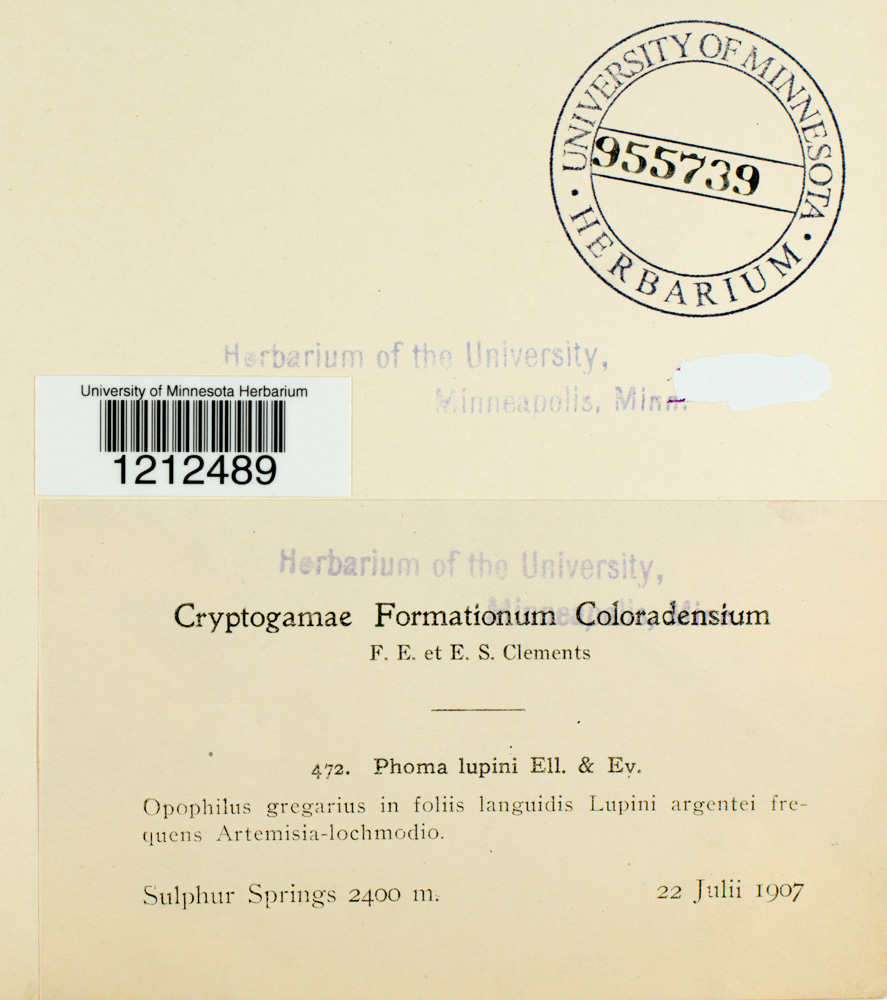 UNIVERSITY OF MINNESOTA
955739
· HERBARIUM ·
Herbarium of the University,
Minneapolis, Minn.
University of Minnesota Herbarium
1212489
Herbarium of the University,
Minneapolis, Minn.
Cryptogamae Formationum Coloradensium
F. E. et E. S. Clements
472. Phoma lupini Ell. & Ev.
Opophilus gregarius in foliis languidis Lupini argentei fre-
quens Artemisia-lochmodio.
Sulphur Springs 2400 m.
22 Julii 1907